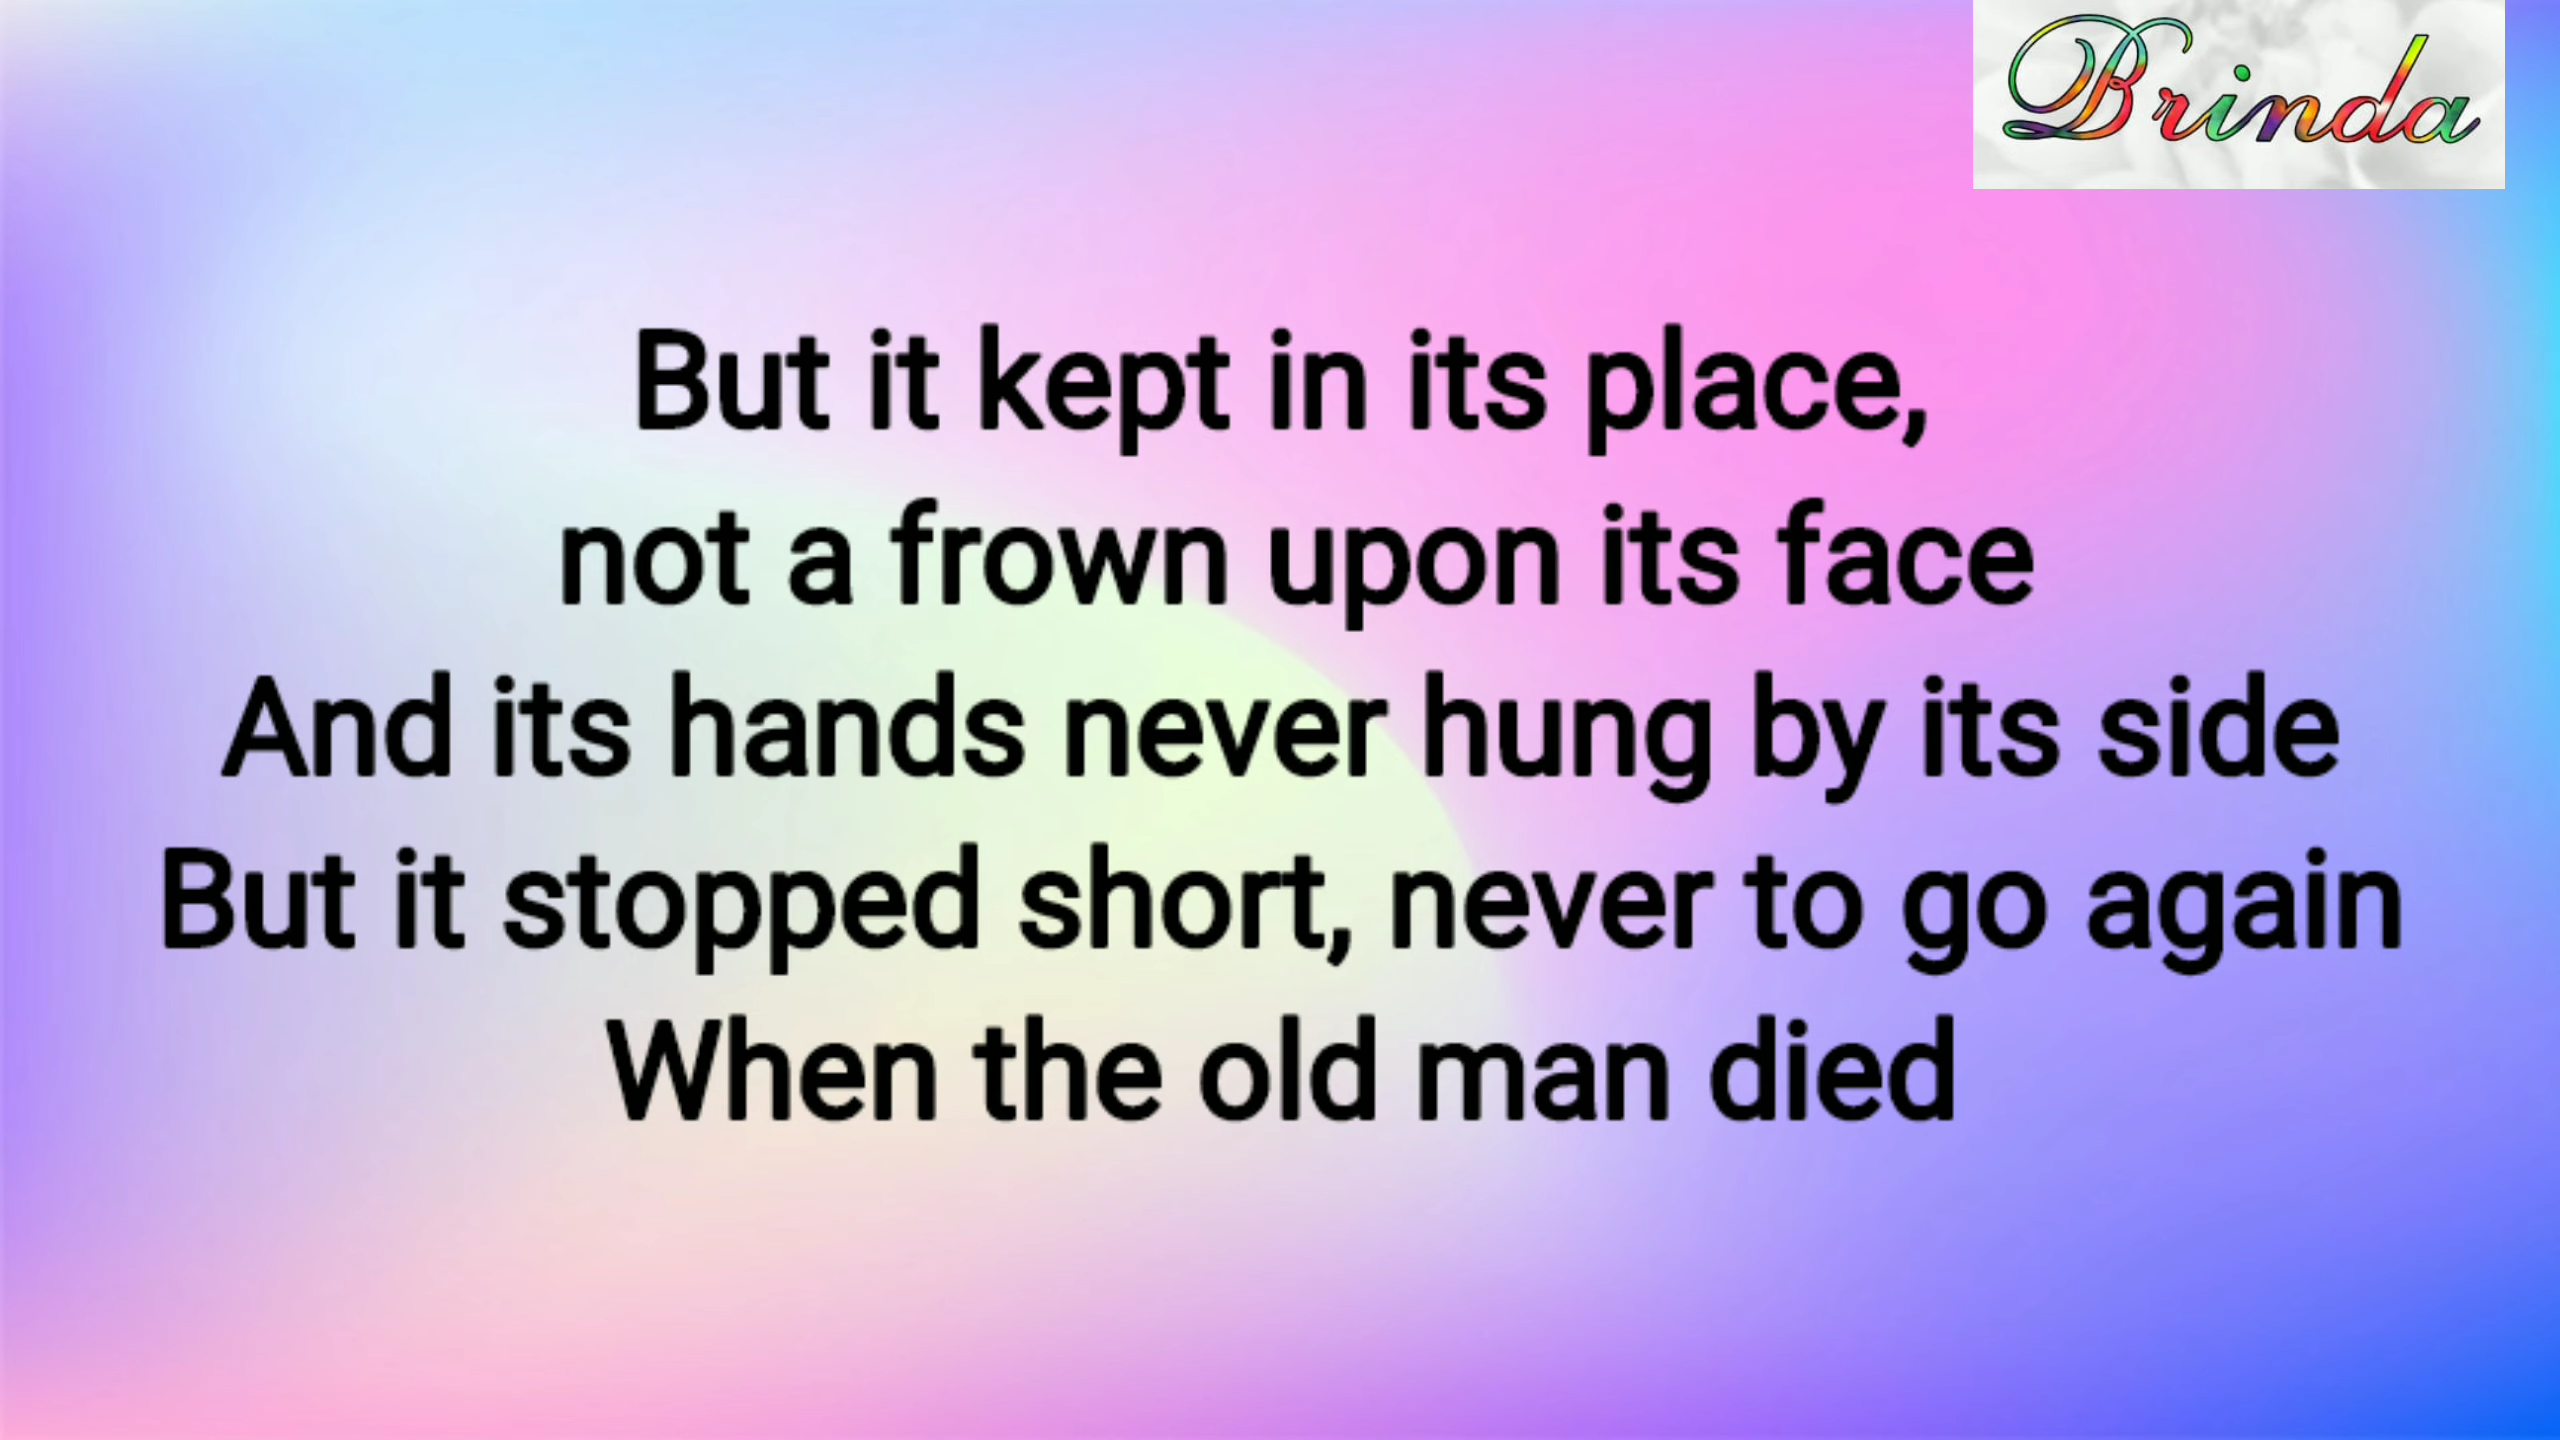 Brinda
But it kept in its place,
not a frown upon its face
And its hands never hung by its side
But it stopped short, never to go again
When the old man died